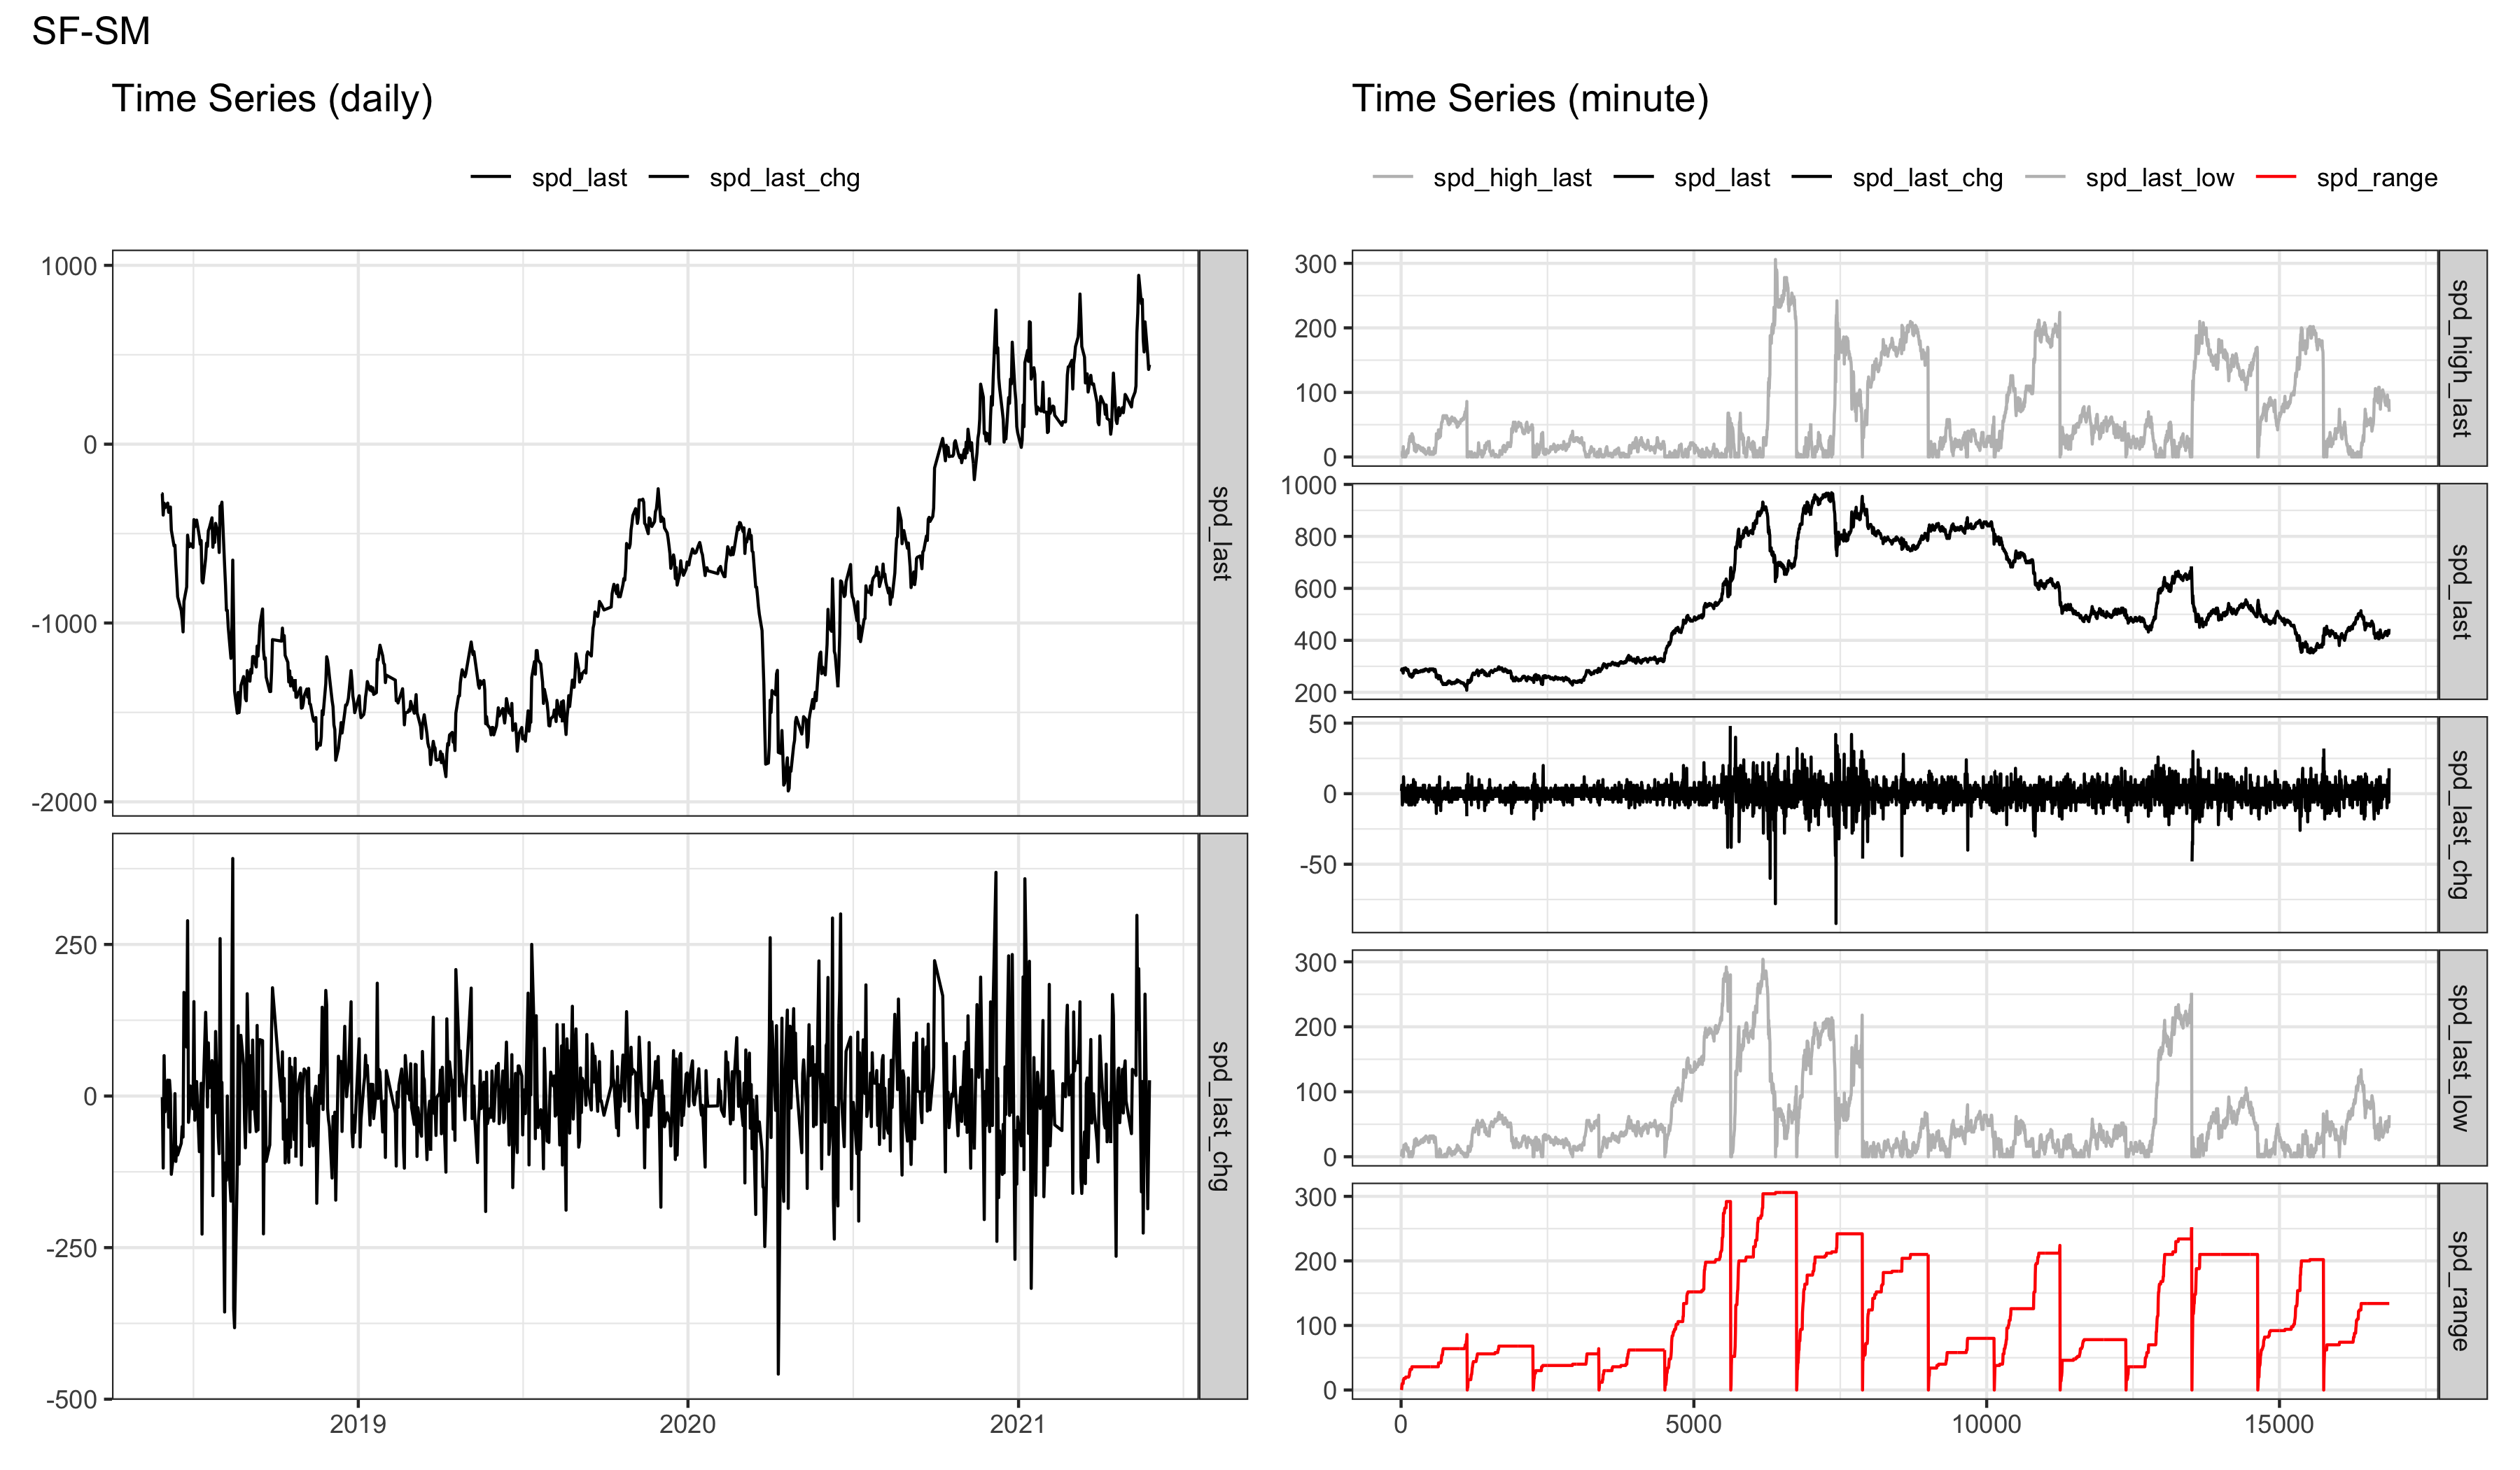 SF-SM
Time Series (daily)
spd_last spd_last_chg
1000
0
-1000
-2000
spd_last
250
0
-250
-500
spd_last_chg
2019 2020 2021
Time Series (minute)
spd_high_last spd_last spd_last_chg spd_last_low spd_range
300
200
100
0
spd_high_last
1000
800
600
400
200
spd_last
50
0
-50
spd_last_chg
300
200
100
0
spd_last_low
300
200
100
0
spd_range
0 5000 10000 15000